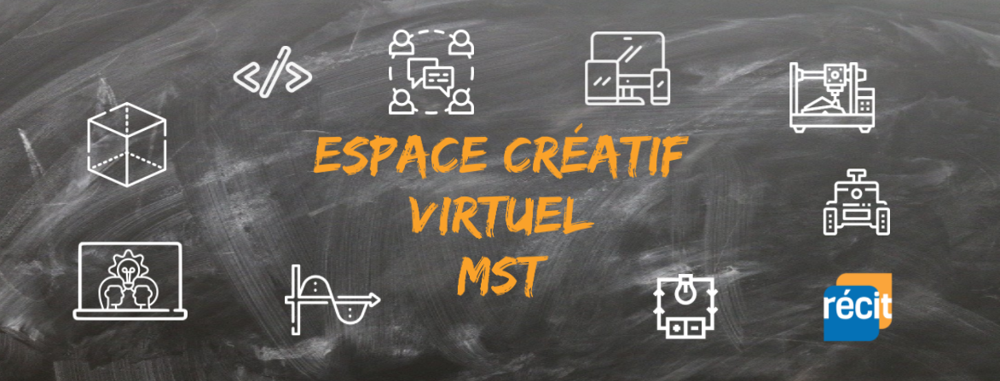 </>
ESPACE CRÉATIF
VIRTUEL
MST
récit